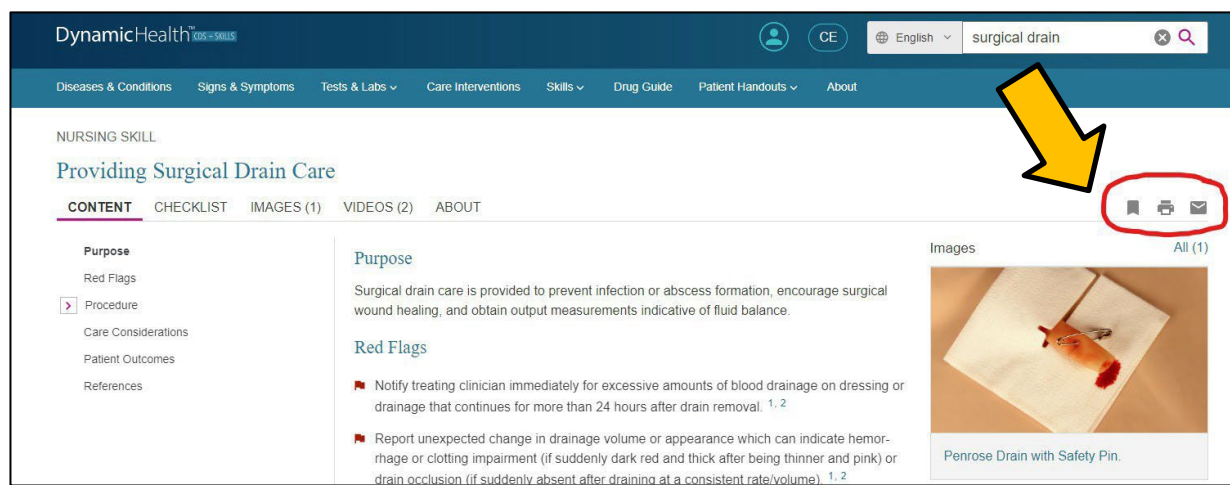 DynamicHealth™ CDS – SKILLS
CE
English
surgical drain
Diseases & Conditions Signs & Symptoms Tests & Labs Care Interventions Skills Drug Guide Patient Handouts About
NURSING SKILL
Providing Surgical Drain Care
CONTENT CHECKLIST IMAGES (1) VIDEOS (2) ABOUT
Purpose
Red Flags
Procedure
Care Considerations
Patient Outcomes
References
Purpose
Surgical drain care is provided to prevent infection or abscess formation, encourage surgical
wound healing, and obtain output measurements indicative of fluid balance.
Red Flags
Notify treating clinician immediately for excessive amounts of blood drainage on dressing or
drainage that continues for more than 24 hours after drain removal. 1, 2
Report unexpected change in drainage volume or appearance which can indicate hemor-
rhage or clotting impairment (if suddenly dark red and thick after being thinner and pink) or
drain occlusion (if suddenly absent after draining at a consistent rate/volume). 1, 2
Images All (1)
Penrose Drain with Safety Pin.